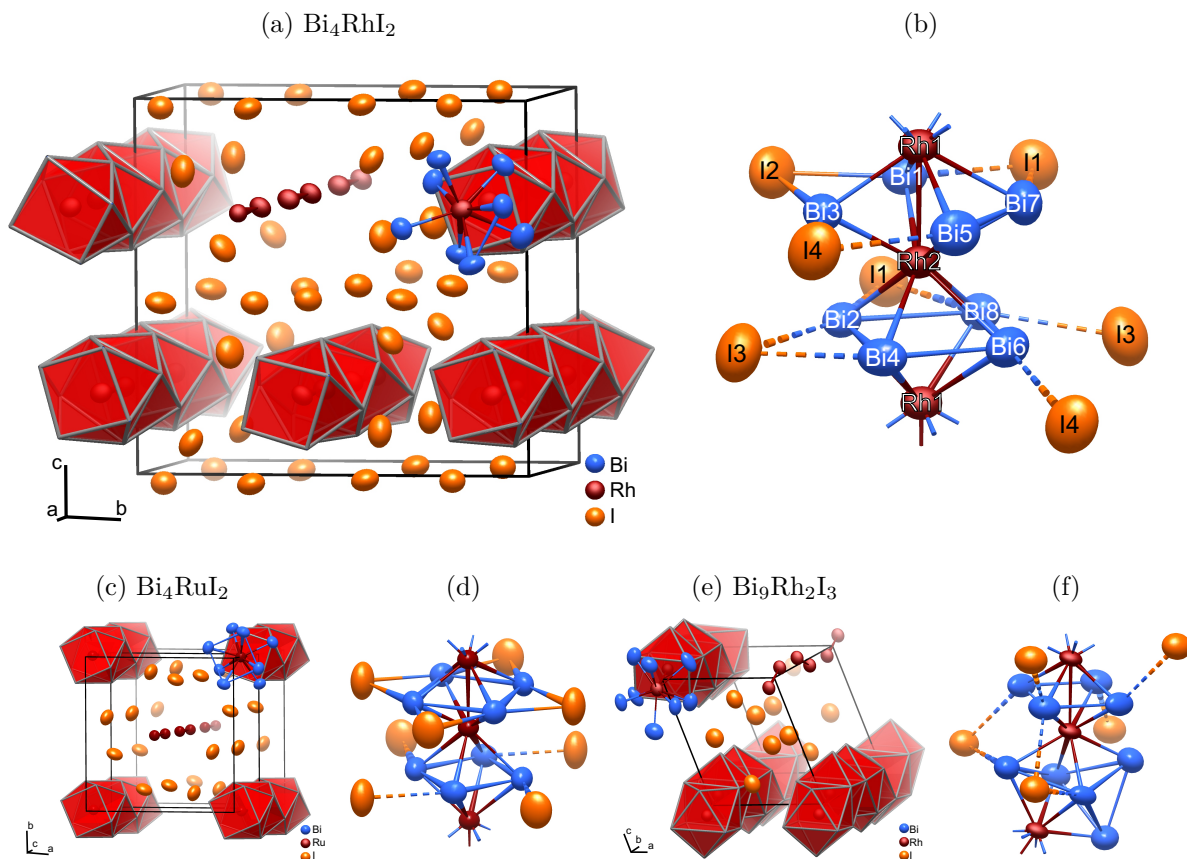 (a) Bi₄RhI₂
(b)
Rh1
I2
Bi1
I1
BI3
Bi7
Bi5
I4
Rh2
I1
Bi2
Bi8
I3
I3
Bi4
Bi6
Rh1
I4
c
a
b
Bi
Rh
I
(c) Bi₄RuI₂
(d)
(e) Bi₉Rh₂I₃
(f)
b
c
a
Bi
Ru
I
c
b
a
Bi
Rh
I